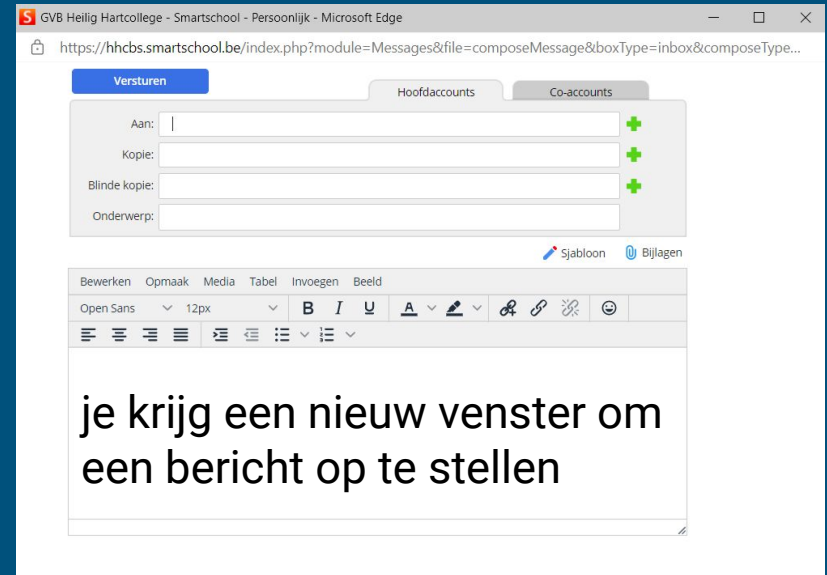 GVB Heilig Hartcollege - Smartschool - Persoonlijk - Microsoft Edge
https://hhcbs.smartschool.be/index.php?module=Messages&file=composeMessage&boxType=inbox&composeType...
Versturen
Hoofdaccounts Co-accounts
Aan:
Kopie:
Blinde kopie:
Onderwerp:
Sjabloon Bijlagen
Bewerken Opmaak Media Tabel Invoegen Beeld
Open Sans 12px B I U A
je krijg een nieuw venster om
een bericht op te stellen